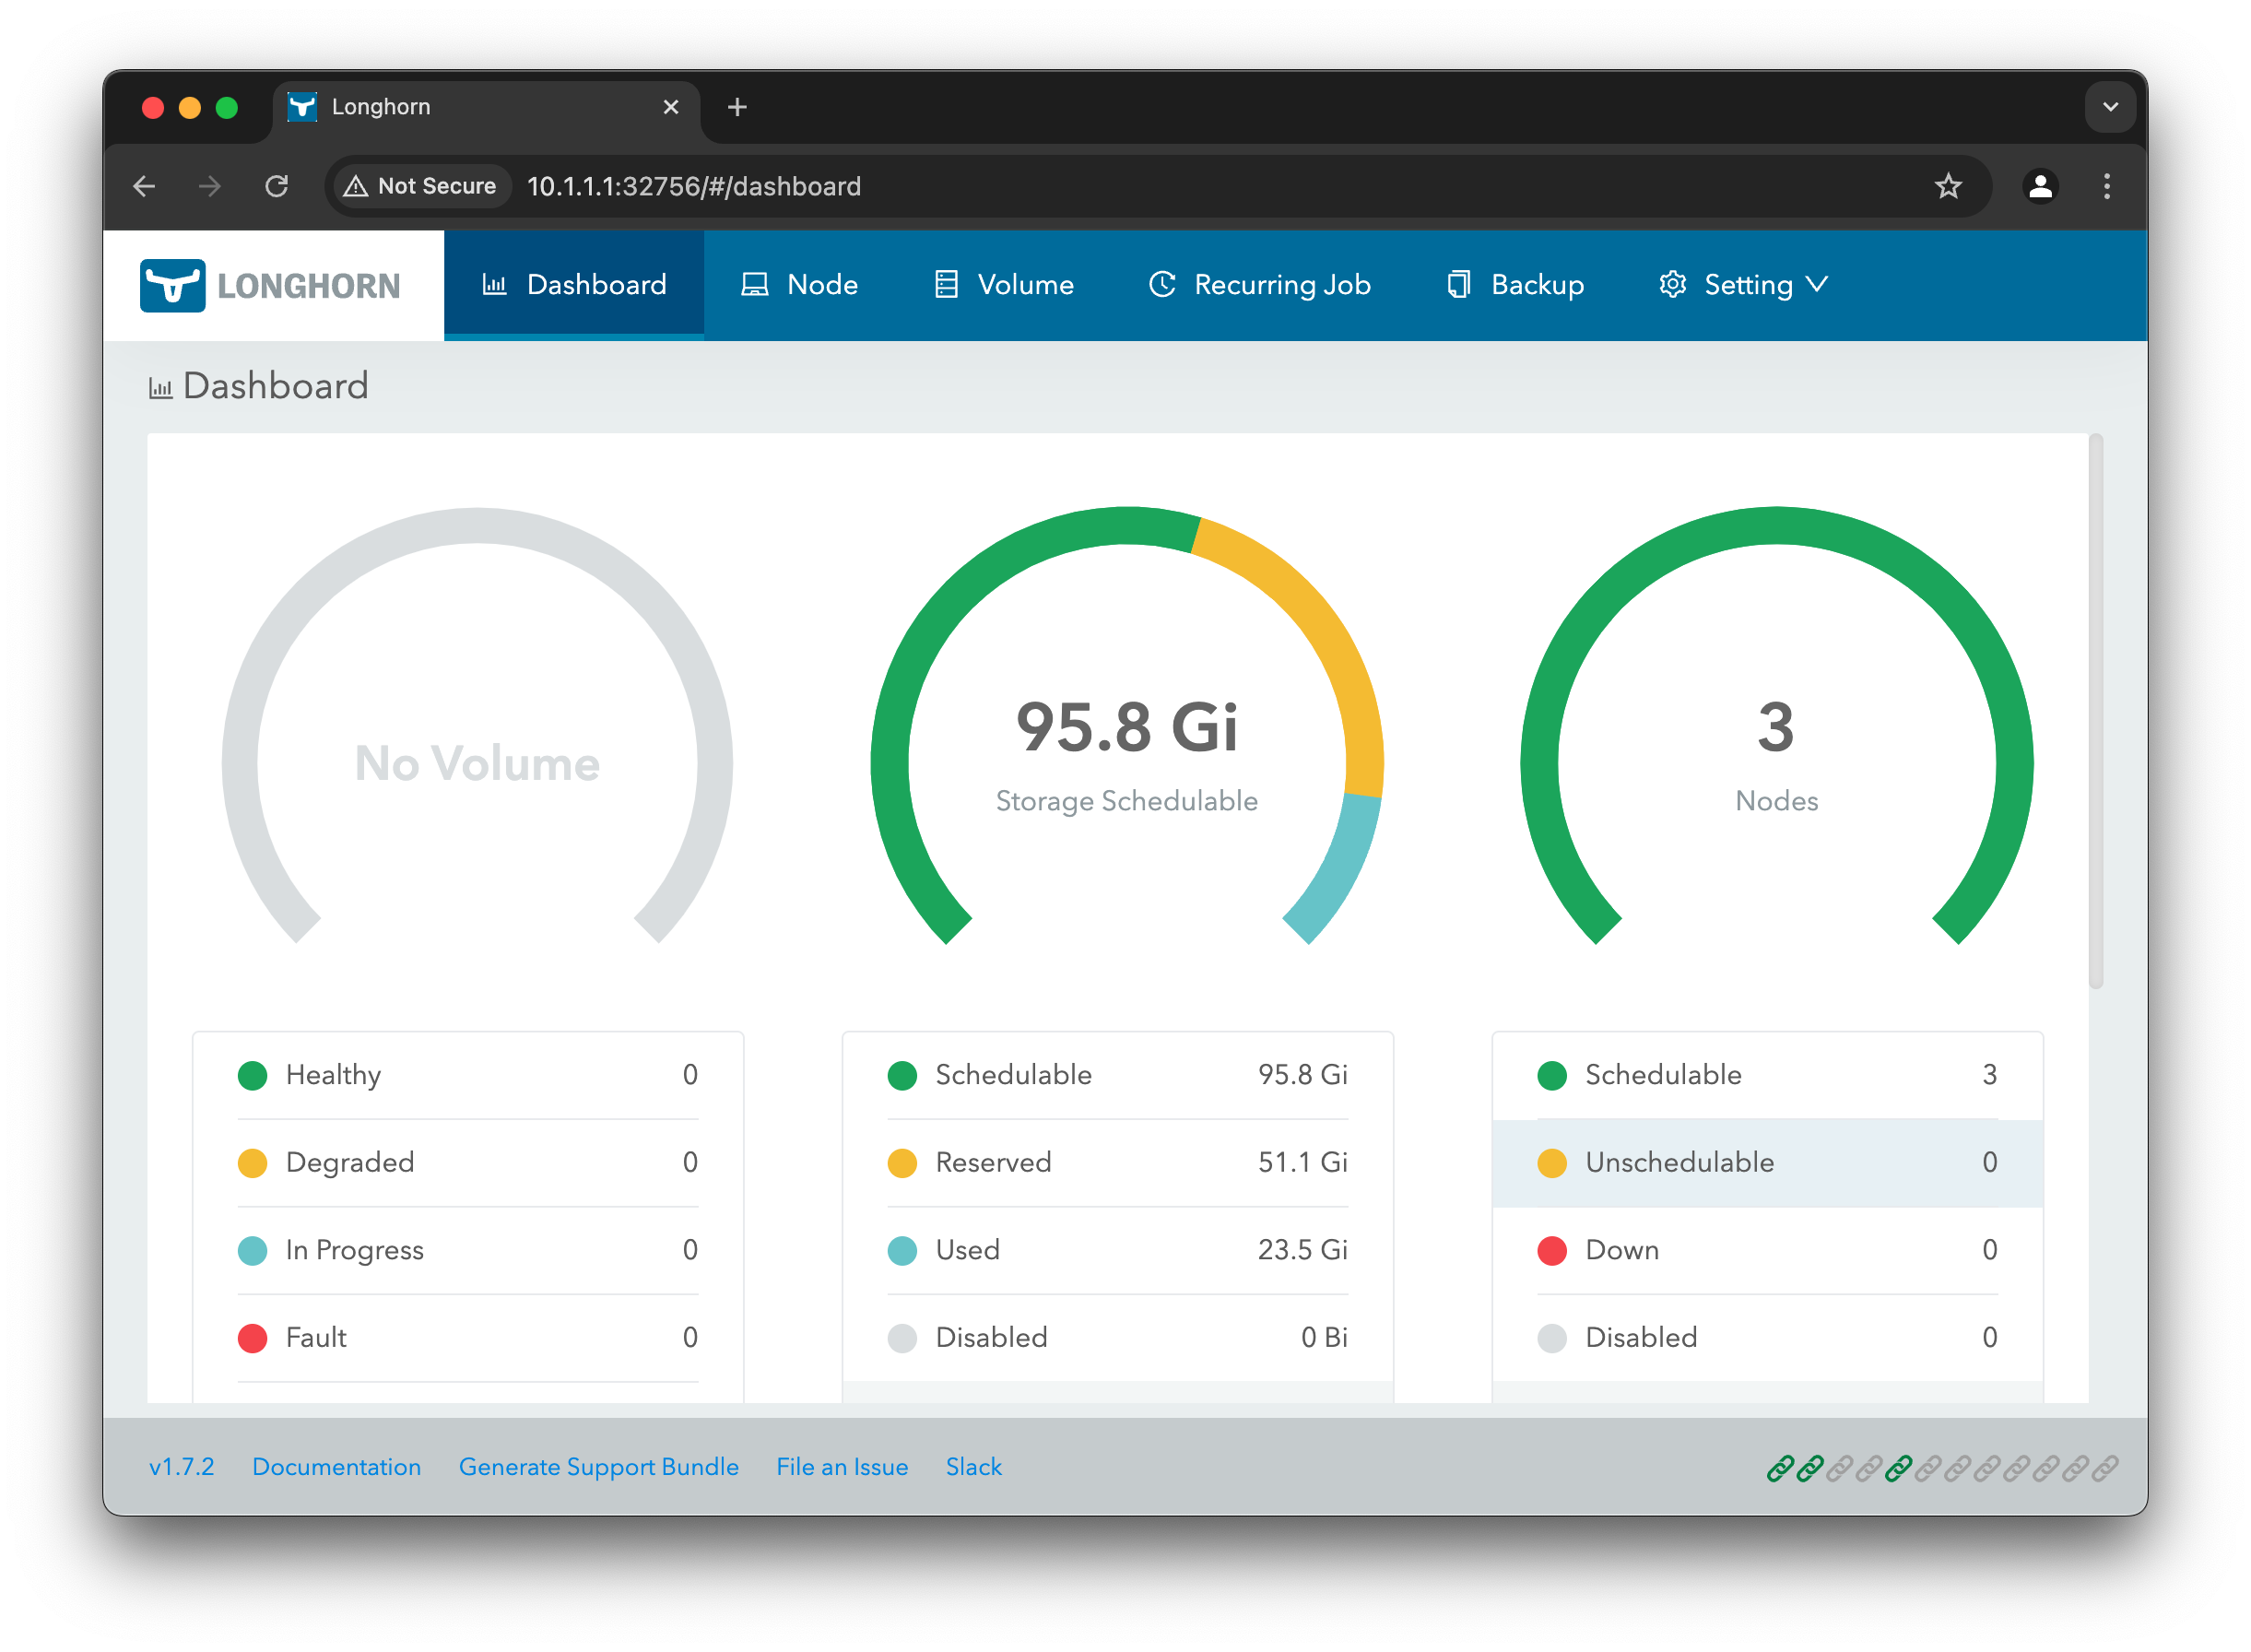 Longhorn
Not Secure 10.1.1.1:32756/#/dashboard
LONGHORN Dashboard Node Volume Recurring Job Backup Setting
Dashboard
No Volume
95.8 Gi
Storage Schedulable
3
Nodes
Healthy 0
Degraded 0
In Progress 0
Fault 0
Schedulable 95.8 Gi
Reserved 51.1 Gi
Used 23.5 Gi
Disabled 0 Bi
Schedulable 3
Unschedulable 0
Down 0
Disabled 0
v1.7.2 Documentation Generate Support Bundle File an Issue Slack